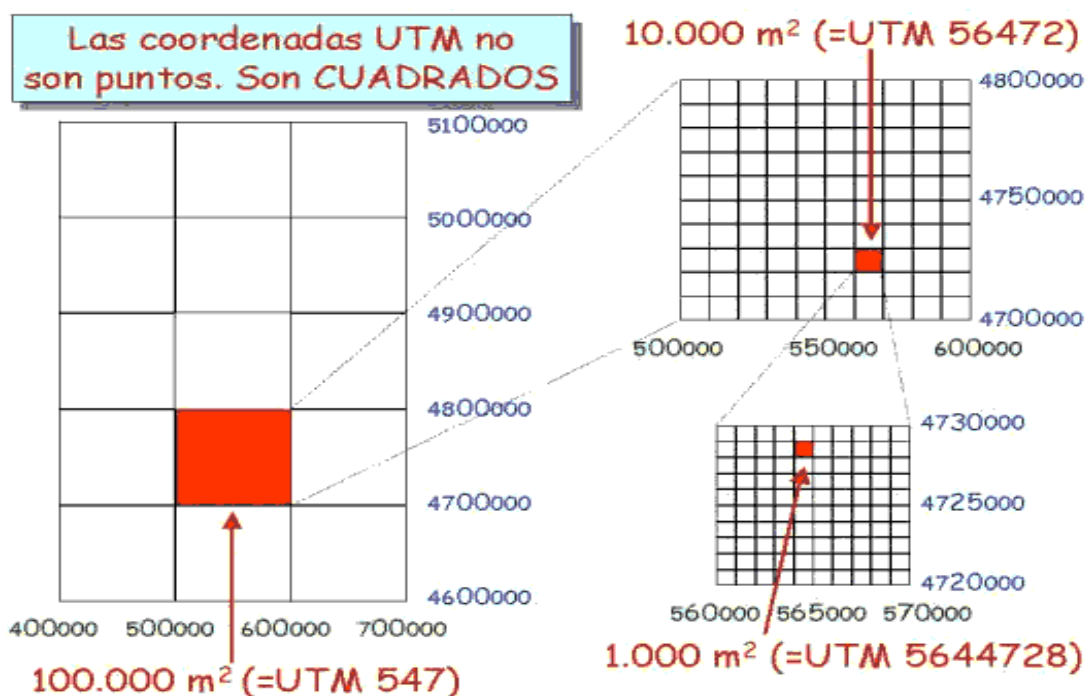 Las coordenadas UTM no
son puntos. Son CUADRADOS
5100000
5000000
4900000
4800000
4700000
4600000
400000 500000 600000 700000
100.000 m² (=UTM 547)
10.000 m² (=UTM 56472)
4800000
4750000
4700000
500000 550000 600000
4730000
4725000
4720000
560000 565000 570000
1.000 m² (=UTM 5644728)